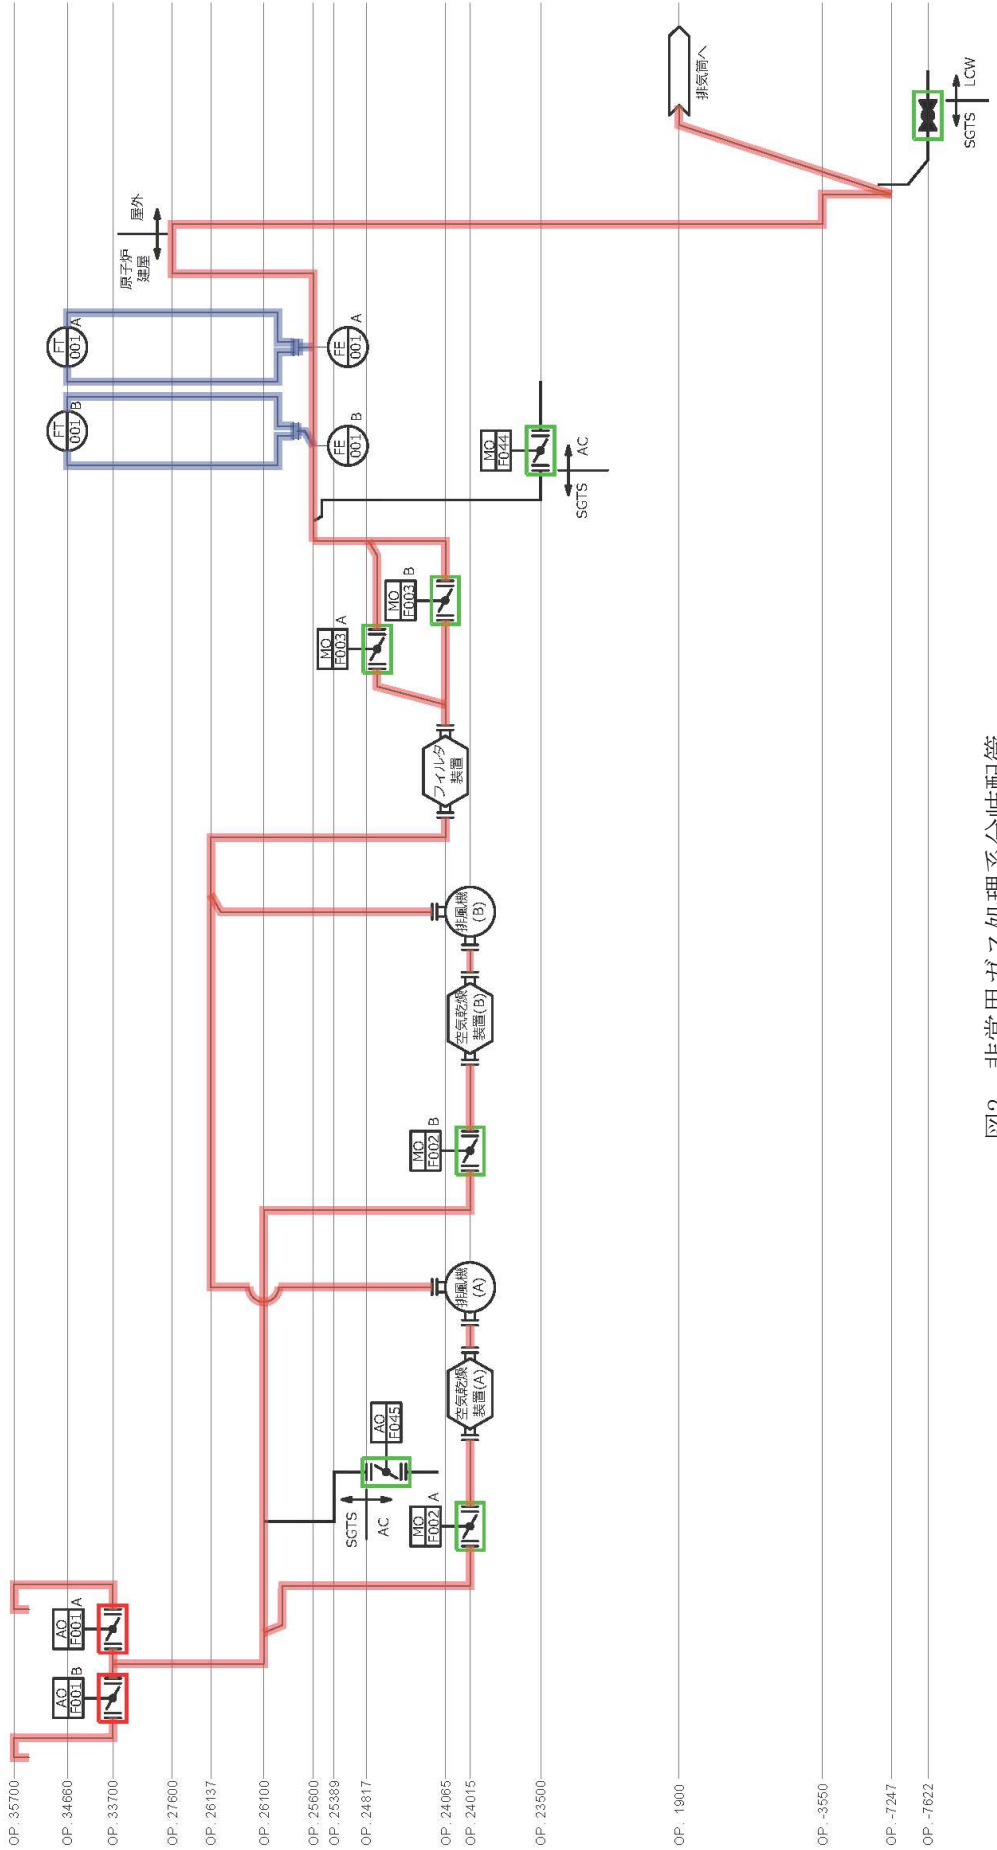 OP. 35700
OP. 34660
OP. 33700
OP. 27600
OP. 26137
OP. 26100
OP. 25600
OP. 25389
OP. 24817
OP. 24065
OP. 24015
OP. 23500
OP. 1900
OP. -3550
OP. -7247
OP. -7622
AO
F001
B
AO
F001
A
SGTS
AC
AO
F045
MO
F002
A
空気乾燥
装置(A)
排風機
(A)
MO
F002
B
空気乾燥
装置(B)
排風機
(B)
フィルタ
装置
MO
F003
A
MO
F003
B
MO
F044
SGTS
AC
FT
001
B
FT
001
A
FE
001
B
FE
001
A
原子炉
建屋
屋外
排気筒へ
SGTS
LCW
図2 非常用ガス処理系全体配管